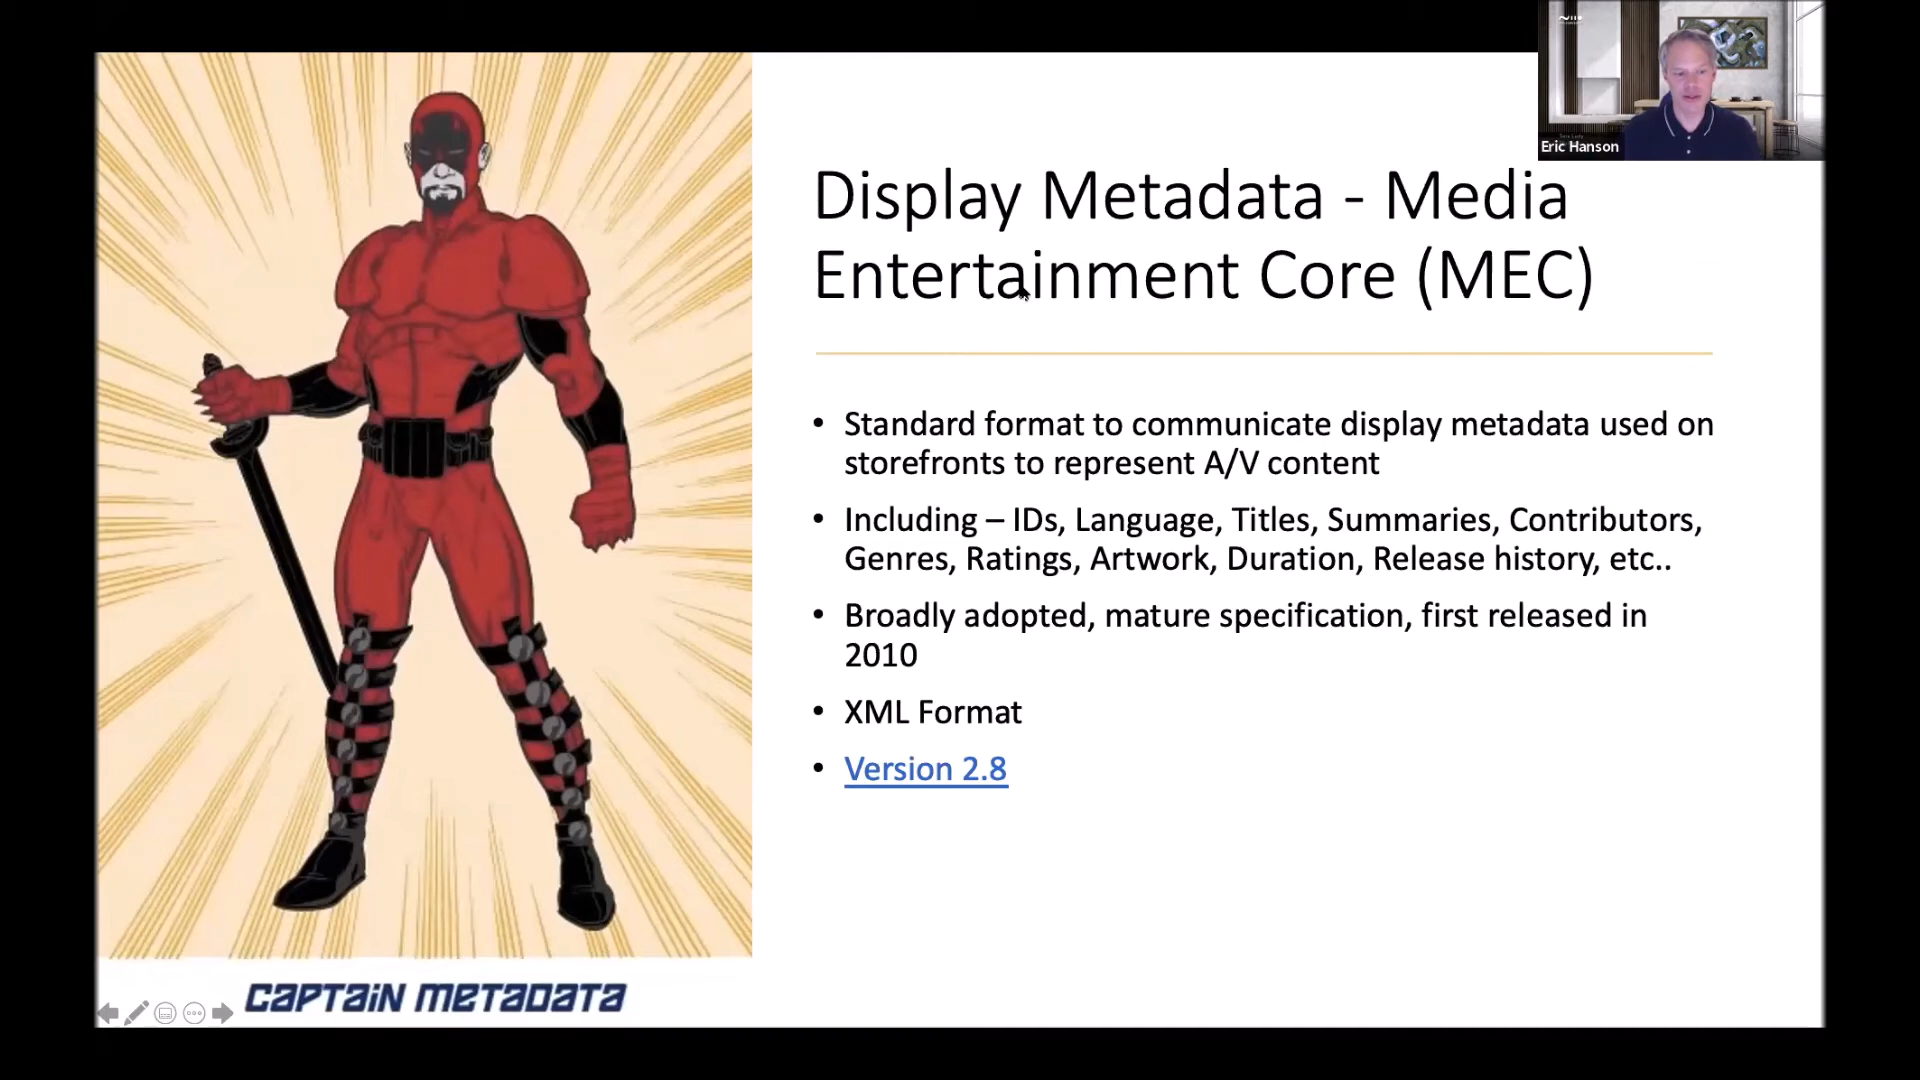 Eric Hanson
Display Metadata - Media
Entertainment Core (MEC)
• Standard format to communicate display metadata used on
storefronts to represent A/V content
• Including – IDs, Language, Titles, Summaries, Contributors,
Genres, Ratings, Artwork, Duration, Release history, etc..
• Broadly adopted, mature specification, first released in
2010
• XML Format
• Version 2.8
CAPTAIN METADATA